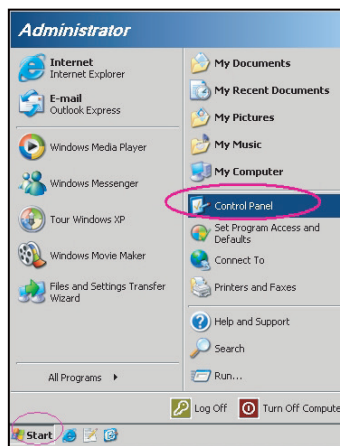 Administrator
Internet
Internet Explorer
E-mail
Outlook Express
Windows Media Player
Windows Messenger
Tour Windows XP
Windows Movie Maker
Files and Settings Transfer
Wizard
All Programs
My Documents
My Recent Documents
My Pictures
My Music
My Computer
Control Panel
Set Program Access and
Defaults
Connect To
Printers and Faxes
Help and Support
Search
Run...
Log Off
Turn Off Compute
Start